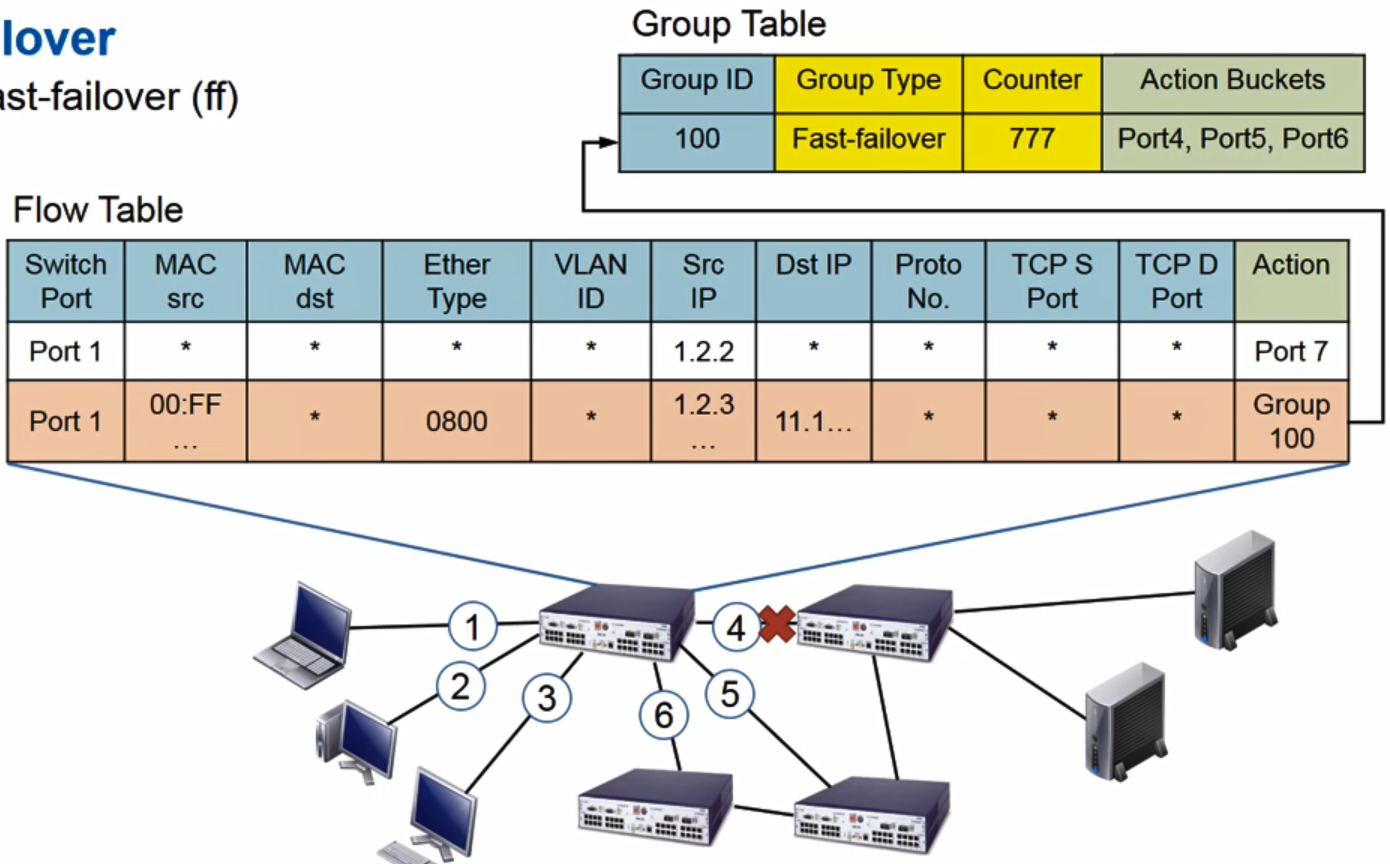 lover
ast-failover (ff)
Group Table
Group ID Group Type Counter Action Buckets
100 Fast-failover 777 Port4, Port5, Port6
Flow Table
Switch Port MAC src MAC dst Ether Type VLAN ID Src IP Dst IP Proto No. TCP S Port TCP D Port Action
Port 1 * * * * 1.2.2 * * * * Port 7
Port 1 00:FF ... * 0800 * 1.2.3 ... 11.1... * * * Group 100
1
4
2
3
5
6